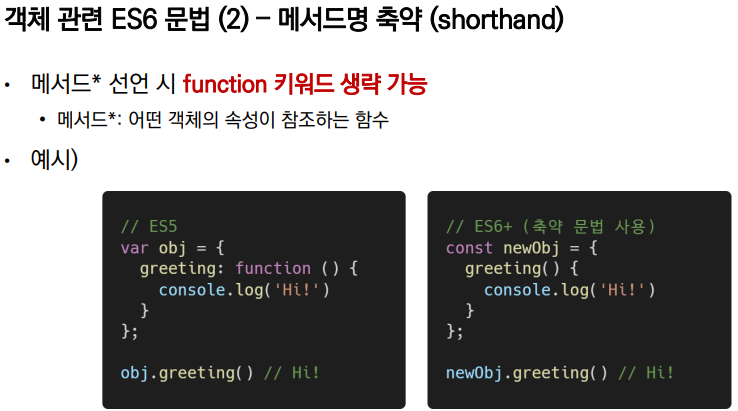 객체 관련 ES6 문법 (2) – 메서드명 축약 (shorthand)
• 메서드* 선언 시 function 키워드 생략 가능
• 메서드*: 어떤 객체의 속성이 참조하는 함수
• 예시)
// ES5
var obj = {
  greeting: function () {
    console.log('Hi!')
  }
};

obj.greeting() // Hi!
// ES6+ (축약 문법 사용)
const newObj = {
  greeting() {
    console.log('Hi!')
  }
};

newObj.greeting() // Hi!